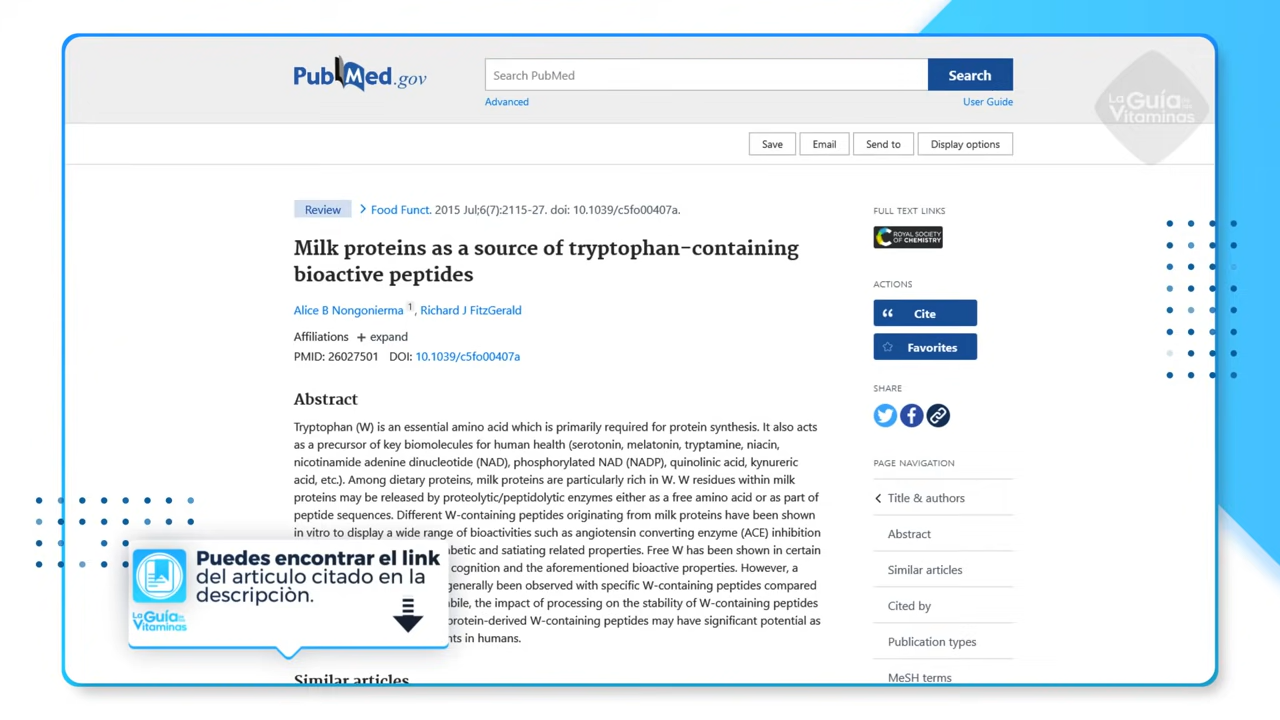 PubMed.gov
Search PubMed
Search
Advanced
User Guide
La Guía de las Vitaminas
Save
Email
Send to
Display options
Review
Food Funct. 2015 Jul;6(7):2115-27. doi: 10.1039/c5fo00407a.
Milk proteins as a source of tryptophan-containing
bioactive peptides
Alice B Nongonierma 1, Richard J FitzGerald
Affiliations + expand
PMID: 26027501 DOI: 10.1039/c5fo00407a
Abstract
Tryptophan (W) is an essential amino acid which is primarily required for protein synthesis. It also acts
as a precursor of key biomolecules for human health (serotonin, melatonin, tryptamine, niacin,
nicotinamide adenine dinucleotide (NAD), phosphorylated NAD (NADP), quinolinic acid, kynureric
acid, etc.). Among dietary proteins, milk proteins are particularly rich in W. W residues within milk
proteins may be released by proteolytic/peptidolytic enzymes either as a free amino acid or as part of
peptide sequences. Different W-containing peptides originating from milk proteins have been shown
in vitro to display a wide range of bioactivities such as angiotensin converting enzyme (ACE) inhibition
betic and satiating related properties. Free W has been shown in certain
cognition and the aforementioned bioactive properties. However, a
generally been observed with specific W-containing peptides compared
bile, the impact of processing on the stability of W-containing peptides
protein-derived W-containing peptides may have significant potential as
nts in humans.
Similar articles
Puedes encontrar el link
del articulo citado en la
descripciòn.
La Guía de las
Vitaminas
FULL TEXT LINKS
ROYAL SOCIETY
OF CHEMISTRY
ACTIONS
Cite
Favorites
SHARE
PAGE NAVIGATION
Title & authors
Abstract
Similar articles
Cited by
Publication types
MeSH terms